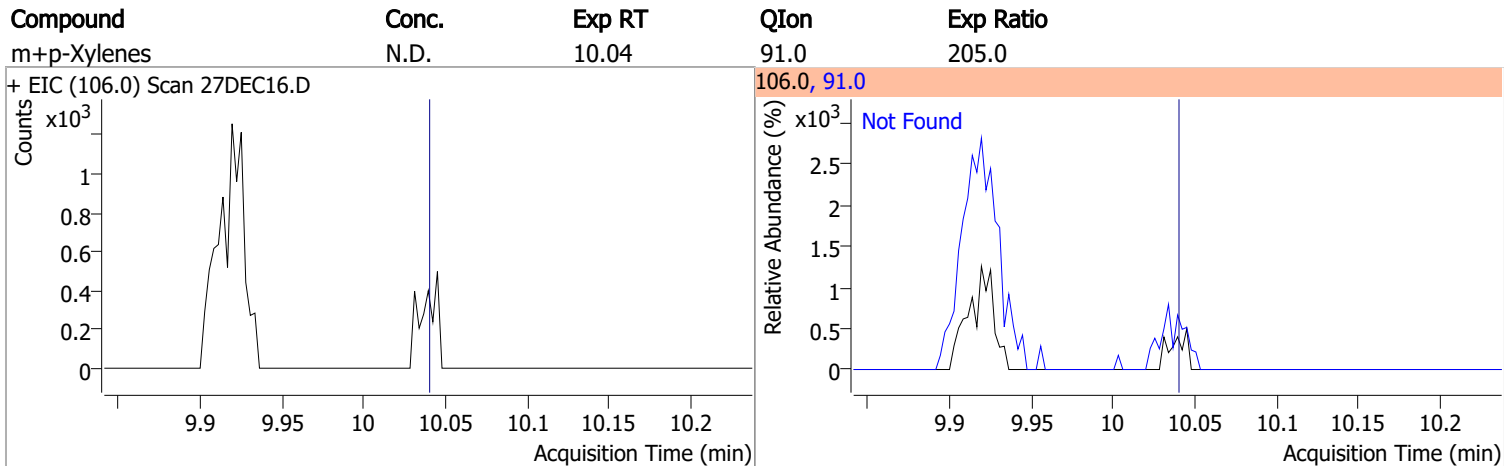 Compound Conc. Exp RT QIon Exp Ratio
m+p-Xylenes N.D. 10.04 91.0 205.0
+ EIC (106.0) Scan 27DEC16.D
Counts
x10³
1
0.8
0.6
0.4
0.2
0
9.9 9.95 10 10.05 10.1 10.15 10.2
Acquisition Time (min)
106.0, 91.0
Relative Abundance (%)
x10³
Not Found
2.5
2
1.5
1
0.5
0
9.9 9.95 10 10.05 10.1 10.15 10.2
Acquisition Time (min)